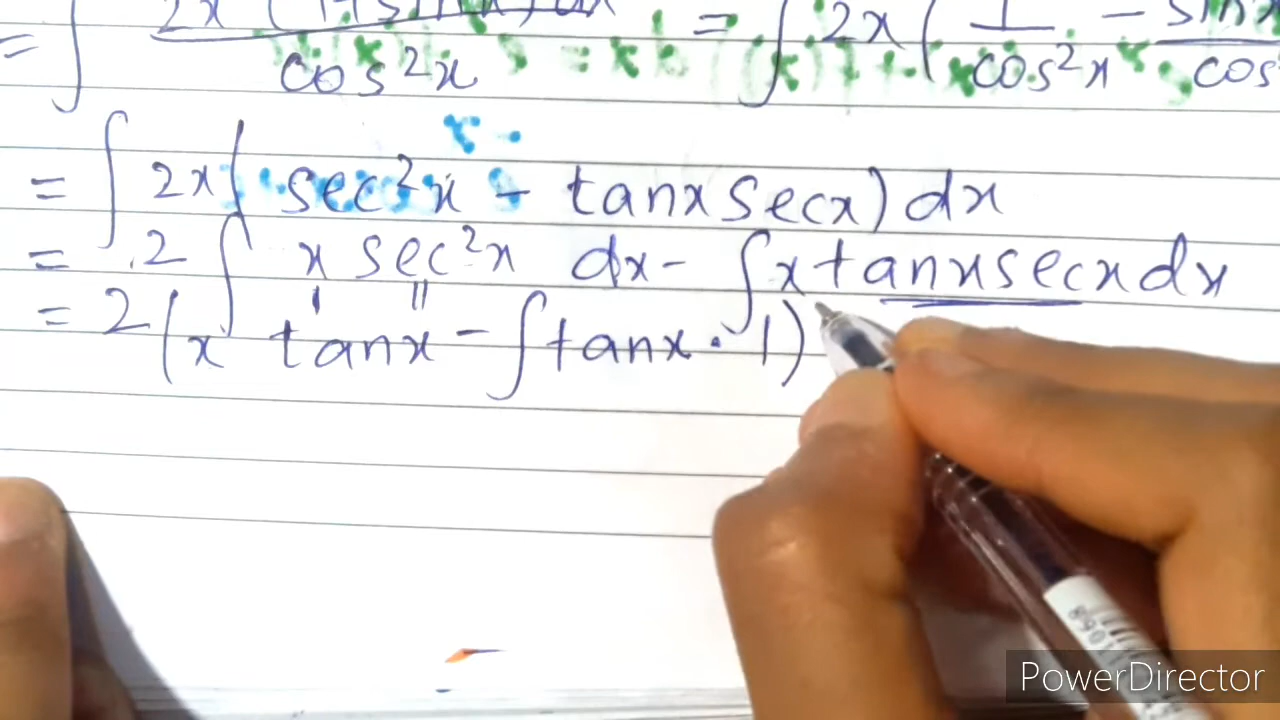 = ∫ 2x (1+sinx) dx / cos²x = ∫ 2x ( 1/cos²x − sinx/cos
= ∫ 2x ( sec²x − tanx secx) dx
= 2 ∫ x sec²x dx − ∫ x tanx secx dx
= 2 (x tanx − ∫ tanx · 1)
8901068
PowerDirector